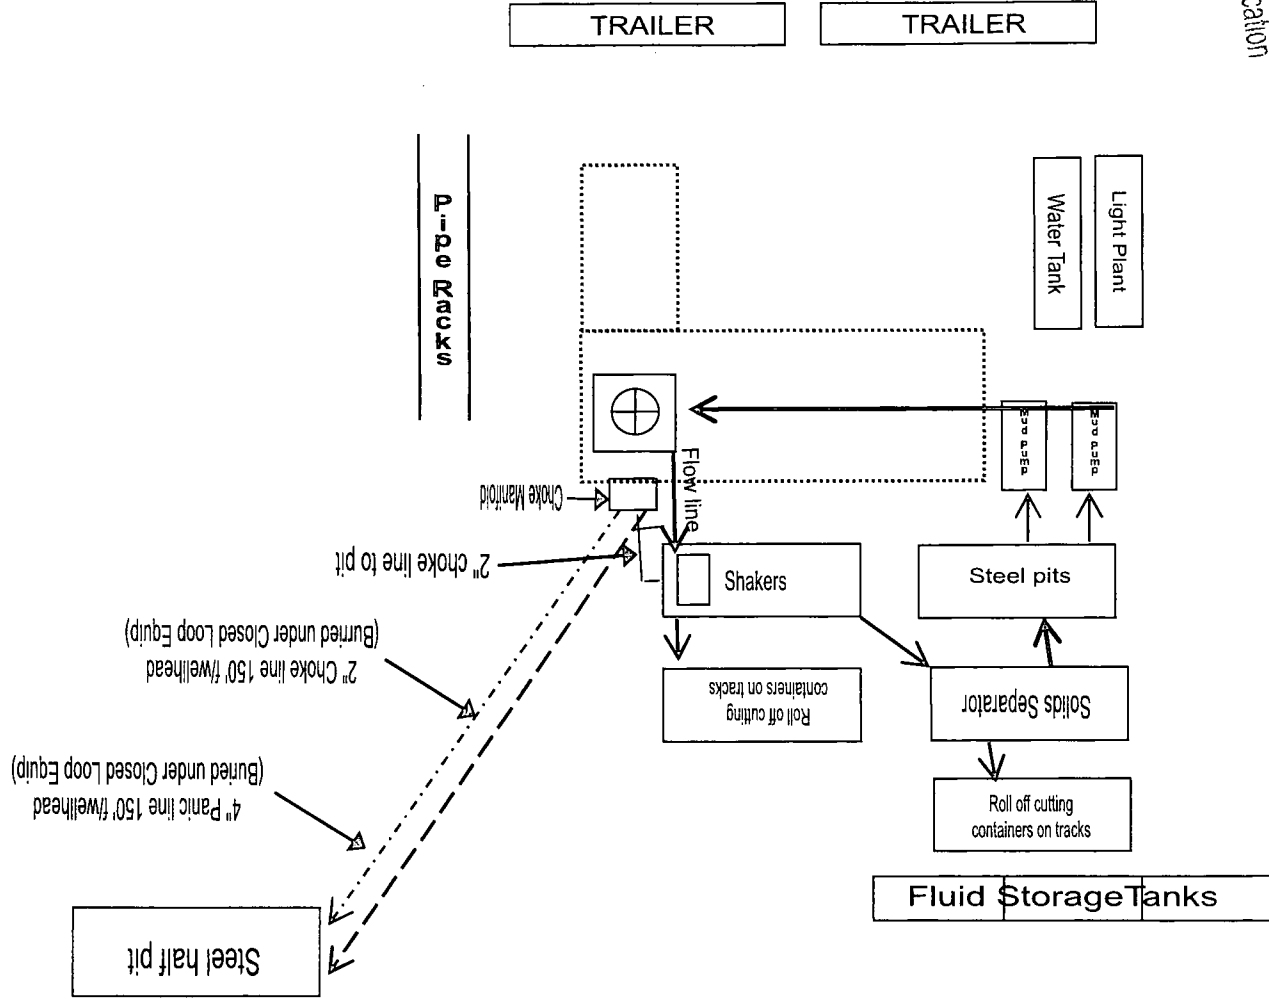 TRAILER
TRAILER
cation
Pipe Racks
Water Tank
Light Plant
Mud pump
Mud pump
Flow line
Choke Manifold
2" choke line to pit
Shakers
Steel pits
2" Choke line 150' f/wellhead
(Burried under Closed Loop Equip)
Roll off cutting
containers on tracks
Solids Separator
4" Panic line 150' f/wellhead
(Buried under Closed Loop Equip)
Roll off cutting
containers on tracks
Fluid StorageTanks
Steel half pit